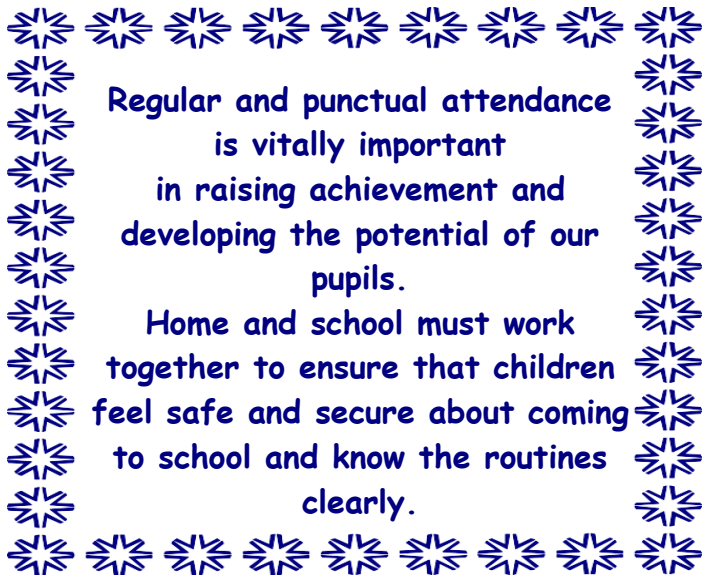 Regular and punctual attendance
is vitally important
in raising achievement and
developing the potential of our
pupils.
Home and school must work
together to ensure that children
feel safe and secure about coming
to school and know the routines
clearly.